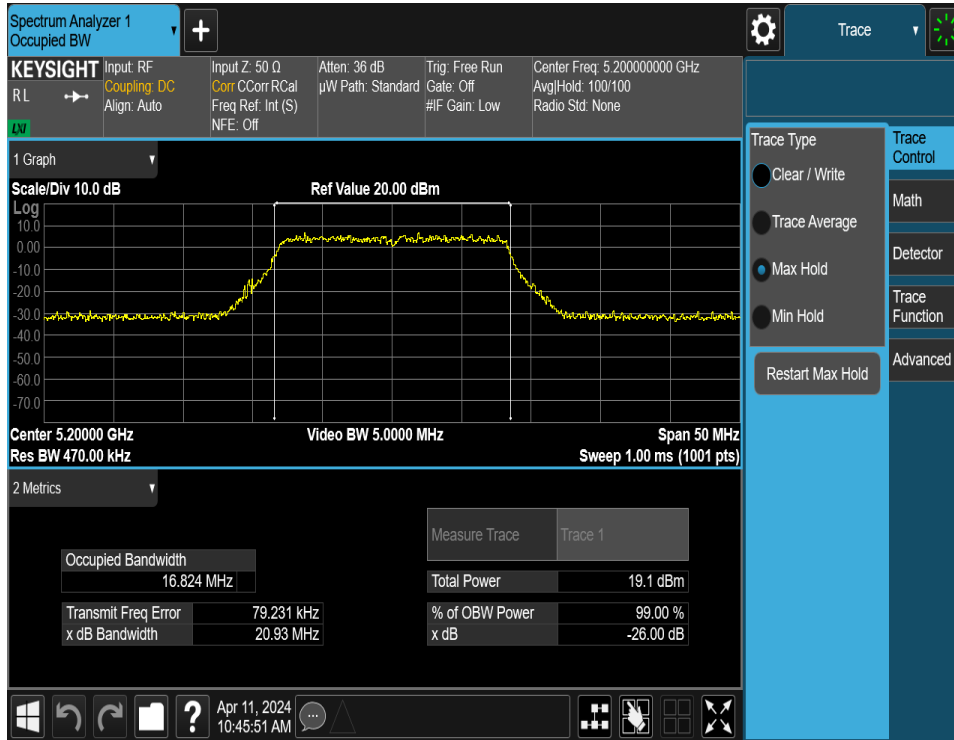 Spectrum Analyzer 1
Occupied BW
+
Trace
KEYSIGHT
R L
LXI
Input: RF
Coupling: DC
Align: Auto
Input Z: 50 Ω
Corr CCorr RCal
Freq Ref: Int (S)
NFE: Off
Atten: 36 dB
µW Path: Standard
Trig: Free Run
Gate: Off
#IF Gain: Low
Center Freq: 5.200000000 GHz
Avg|Hold: 100/100
Radio Std: None
1 Graph
Scale/Div 10.0 dB
Ref Value 20.00 dBm
Log
10.0
0.00
-10.0
-20.0
-30.0
-40.0
-50.0
-60.0
-70.0
Center 5.20000 GHz
Video BW 5.0000 MHz
Span 50 MHz
Res BW 470.00 kHz
Sweep 1.00 ms (1001 pts)
2 Metrics
Measure Trace
Trace 1
Occupied Bandwidth
16.824 MHz
Total Power
19.1 dBm
Transmit Freq Error
79.231 kHz
% of OBW Power
99.00 %
x dB Bandwidth
20.93 MHz
x dB
-26.00 dB
Trace Type
Clear / Write
Trace Average
Max Hold
Min Hold
Restart Max Hold
Trace
Control
Math
Detector
Trace
Function
Advanced
?
Apr 11, 2024
10:45:51 AM